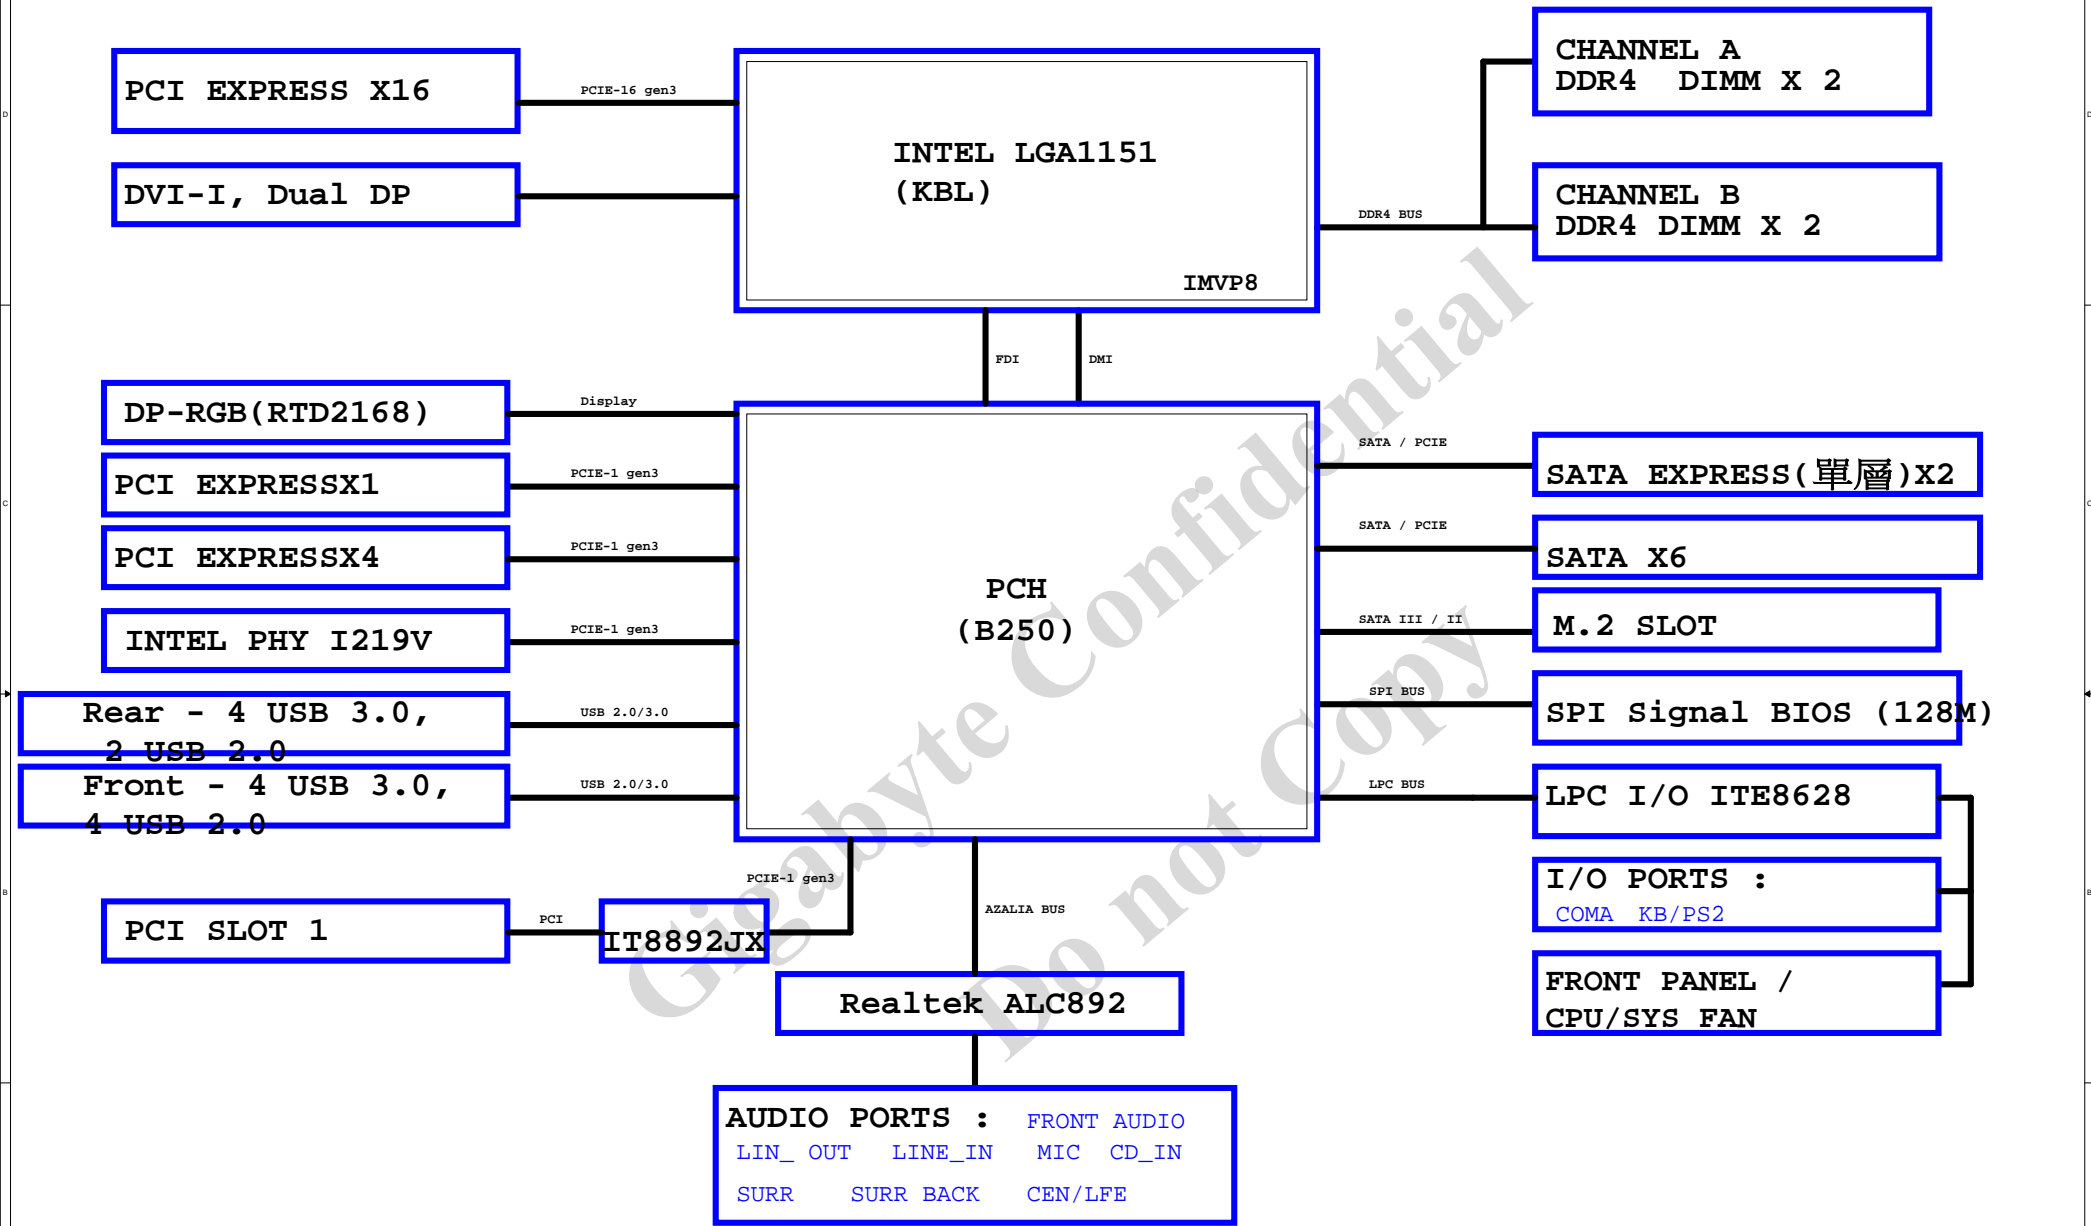 PCI EXPRESS X16
PCIE-16 gen3
DVI-I, Dual DP
INTEL LGA1151
(KBL)
IMVP8
CHANNEL A
DDR4 DIMM X 2
DDR4 BUS
CHANNEL B
DDR4 DIMM X 2
FDI
DMI
DP-RGB(RTD2168)
Display
PCI EXPRESSX1
PCIE-1 gen3
PCI EXPRESSX4
PCIE-1 gen3
INTEL PHY I219V
PCIE-1 gen3
Rear - 4 USB 3.0,
2 USB 2.0
USB 2.0/3.0
Front - 4 USB 3.0,
4 USB 2.0
USB 2.0/3.0
PCH
(B250)
SATA / PCIE
SATA EXPRESS(單層)X2
SATA / PCIE
SATA X6
SATA III / II
M.2 SLOT
SPI BUS
SPI Signal BIOS (128M)
LPC BUS
LPC I/O ITE8628
I/O PORTS :
COMA KB/PS2
FRONT PANEL /
CPU/SYS FAN
PCI SLOT 1
PCI
IT8892JX
PCIE-1 gen3
AZALIA BUS
Realtek ALC892
AUDIO PORTS : FRONT AUDIO
LIN_ OUT LINE_IN MIC CD_IN
SURR SURR BACK CEN/LFE
Gigabyte Confidential
Do not Copy
D
D
C
C
B
B